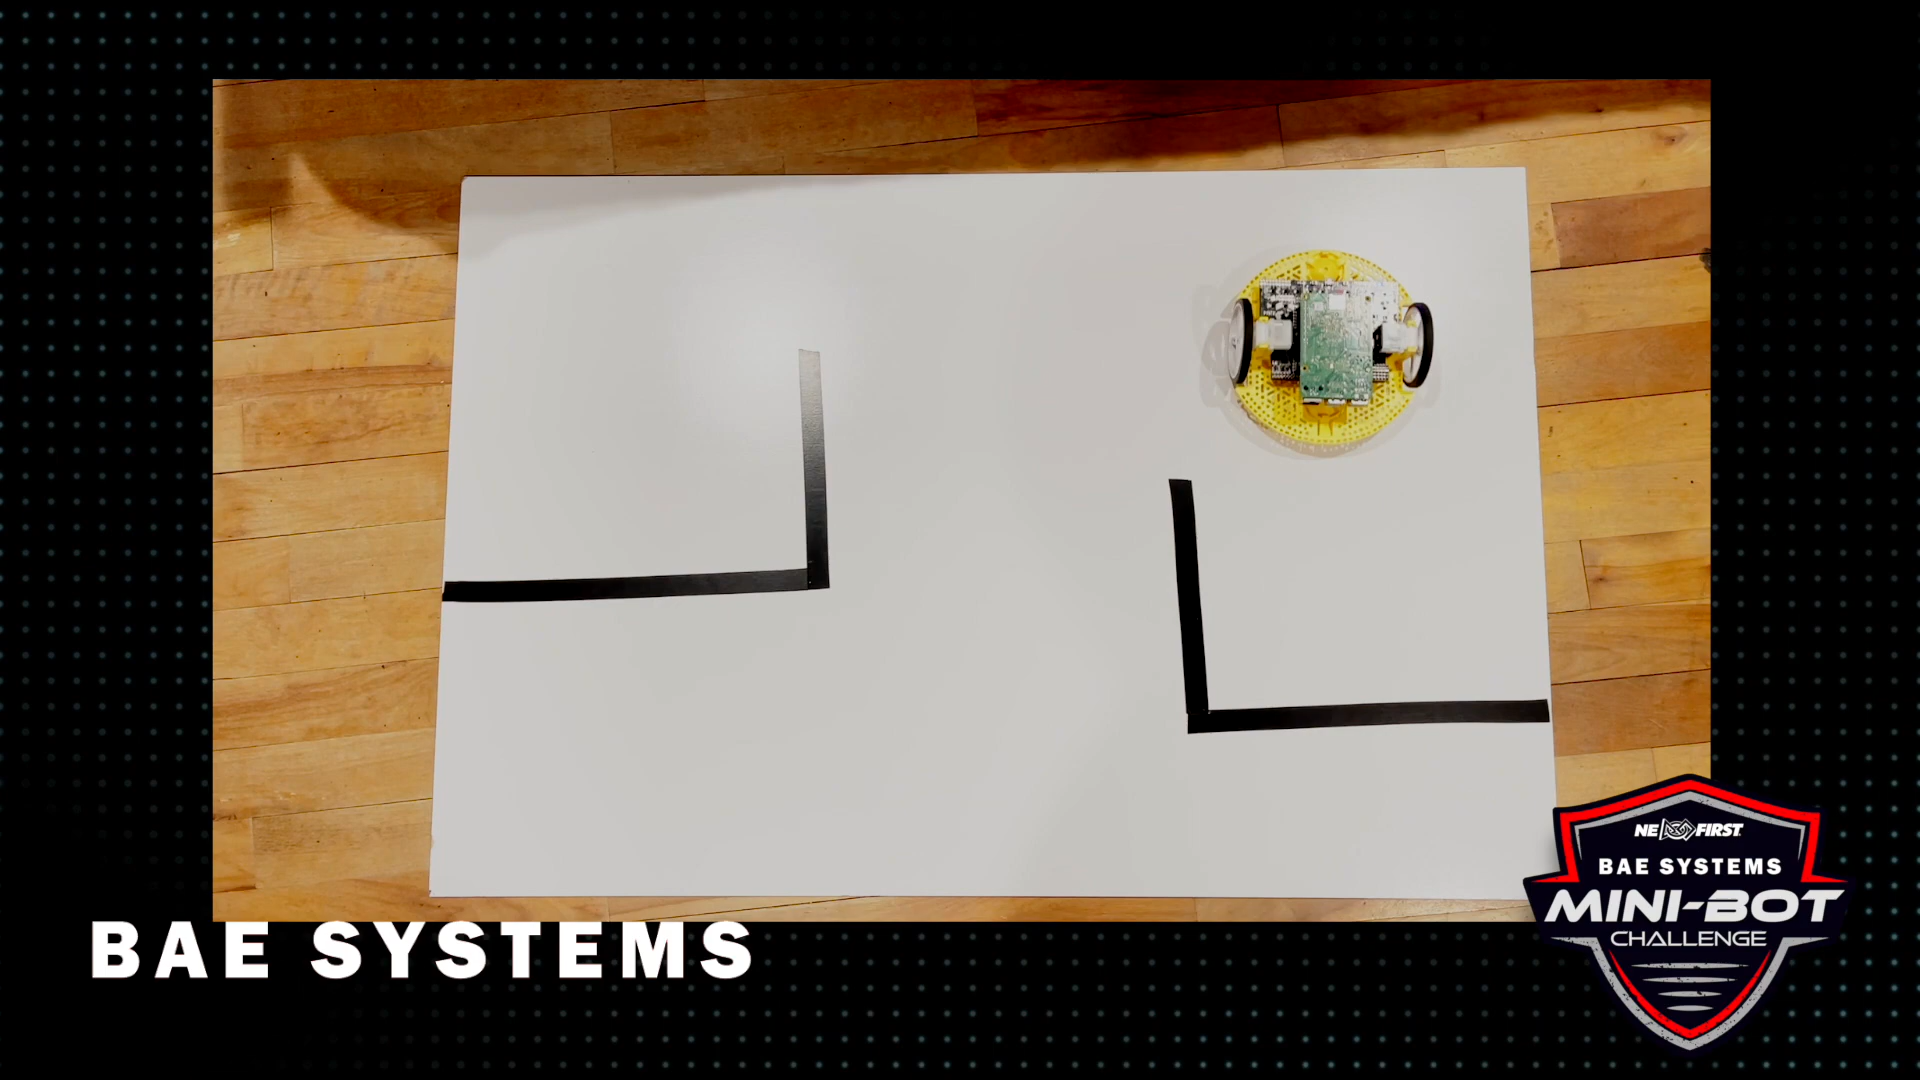 BAE SYSTEMS
NE FIRST
BAE SYSTEMS
MINI-BOT
CHALLENGE